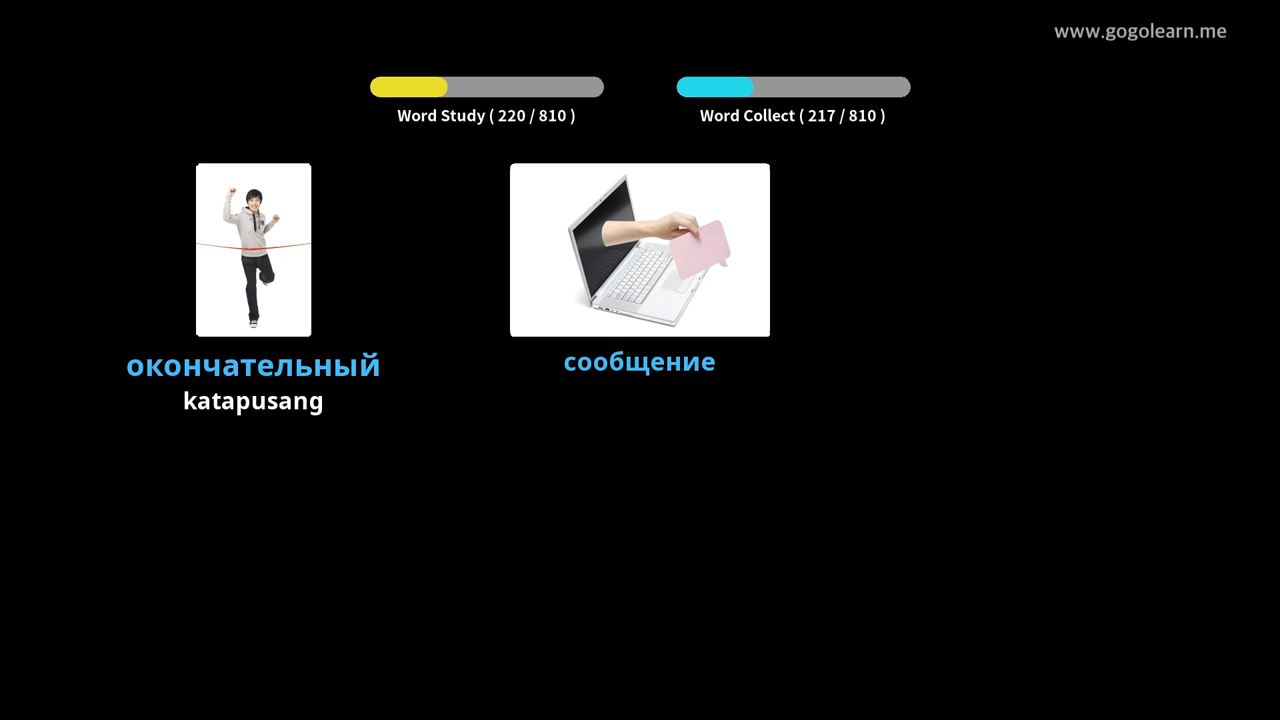 www.gogolearn.me
Word Study ( 220 / 810 )
Word Collect ( 217 / 810 )
окончательный
katapusang
сообщение